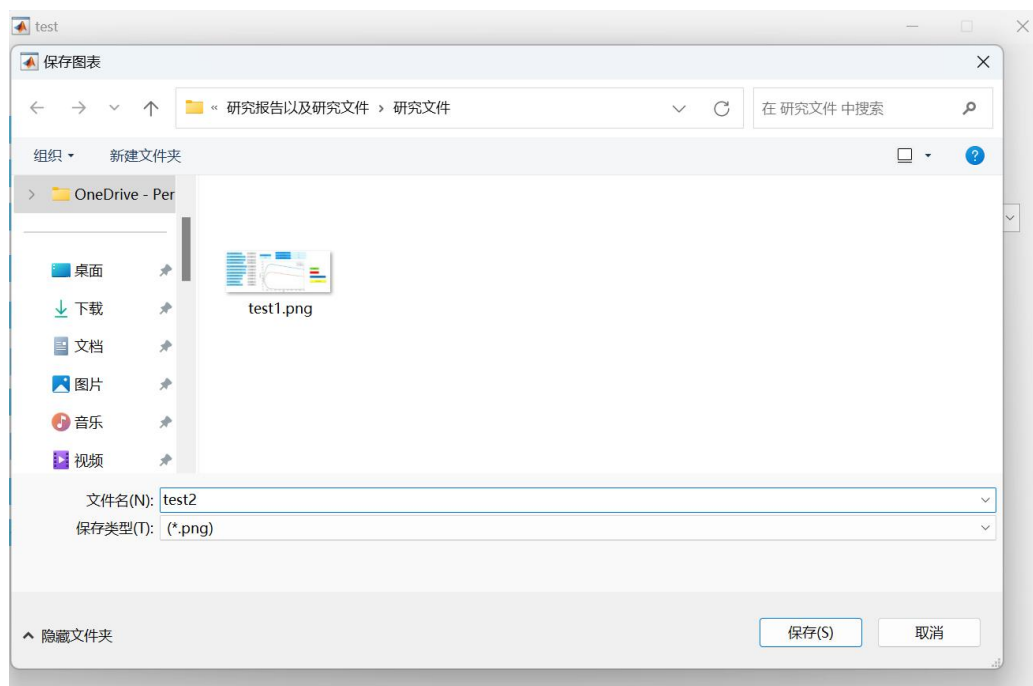 test
保存图表
« 研究报告以及研究文件 › 研究文件
在 研究文件 中搜索
组织
新建文件夹
?
OneDrive - Per
桌面
下载
文档
图片
音乐
视频
test1.png
文件名(N): test2
保存类型(T): (*.png)
隐藏文件夹
保存(S)
取消